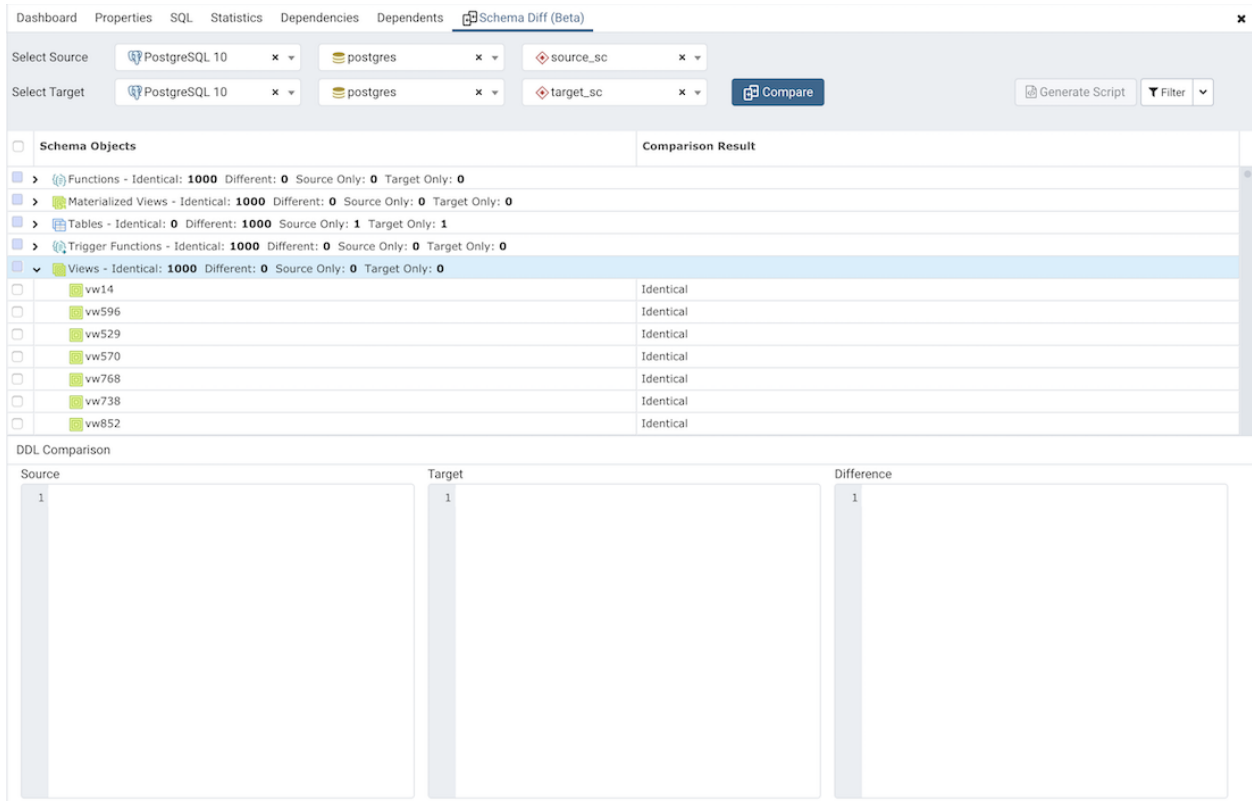 Dashboard Properties SQL Statistics Dependencies Dependents Schema Diff (Beta)
Select Source PostgreSQL 10 postgres source_sc
Select Target PostgreSQL 10 postgres target_sc Compare Generate Script Filter
Schema Objects Comparison Result
Functions - Identical: 1000 Different: 0 Source Only: 0 Target Only: 0
Materialized Views - Identical: 1000 Different: 0 Source Only: 0 Target Only: 0
Tables - Identical: 0 Different: 1000 Source Only: 1 Target Only: 1
Trigger Functions - Identical: 1000 Different: 0 Source Only: 0 Target Only: 0
Views - Identical: 1000 Different: 0 Source Only: 0 Target Only: 0
vw14 Identical
vw596 Identical
vw529 Identical
vw570 Identical
vw768 Identical
vw738 Identical
vw852 Identical
DDL Comparison
Source Target Difference
1 1 1